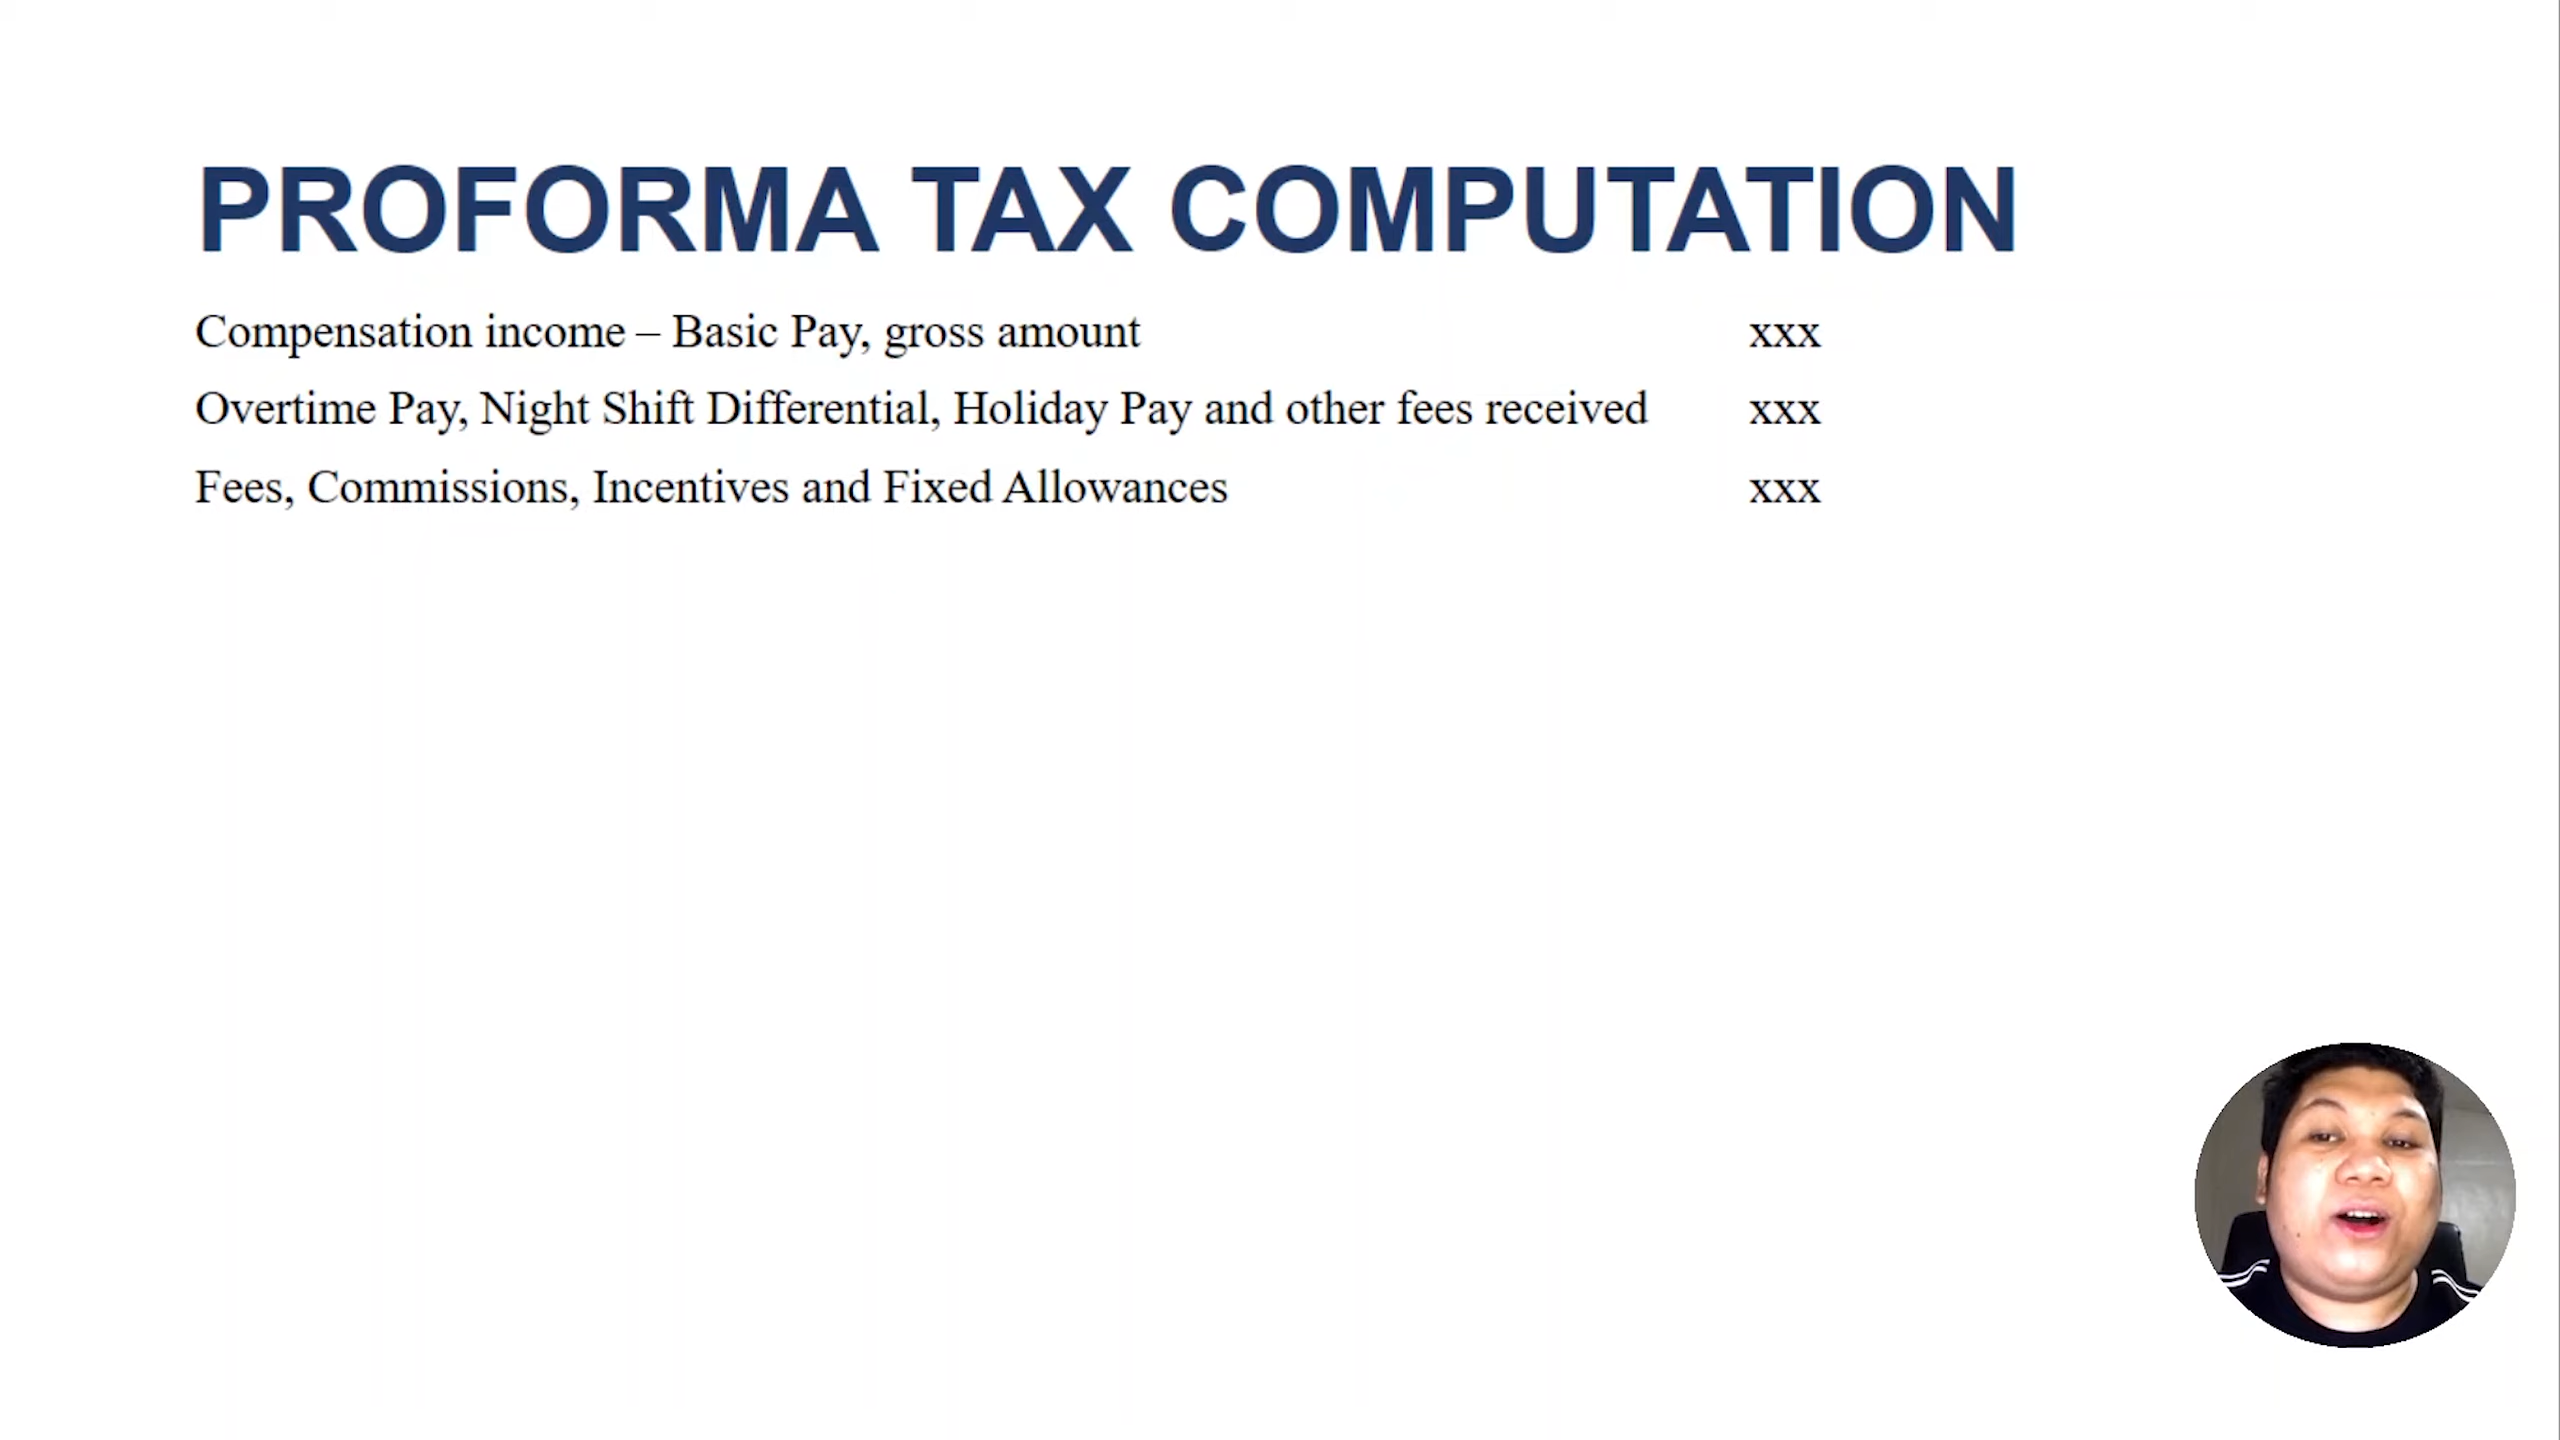 PROFORMA TAX COMPUTATION
Compensation income – Basic Pay, gross amount xxx
Overtime Pay, Night Shift Differential, Holiday Pay and other fees received xxx
Fees, Commissions, Incentives and Fixed Allowances xxx